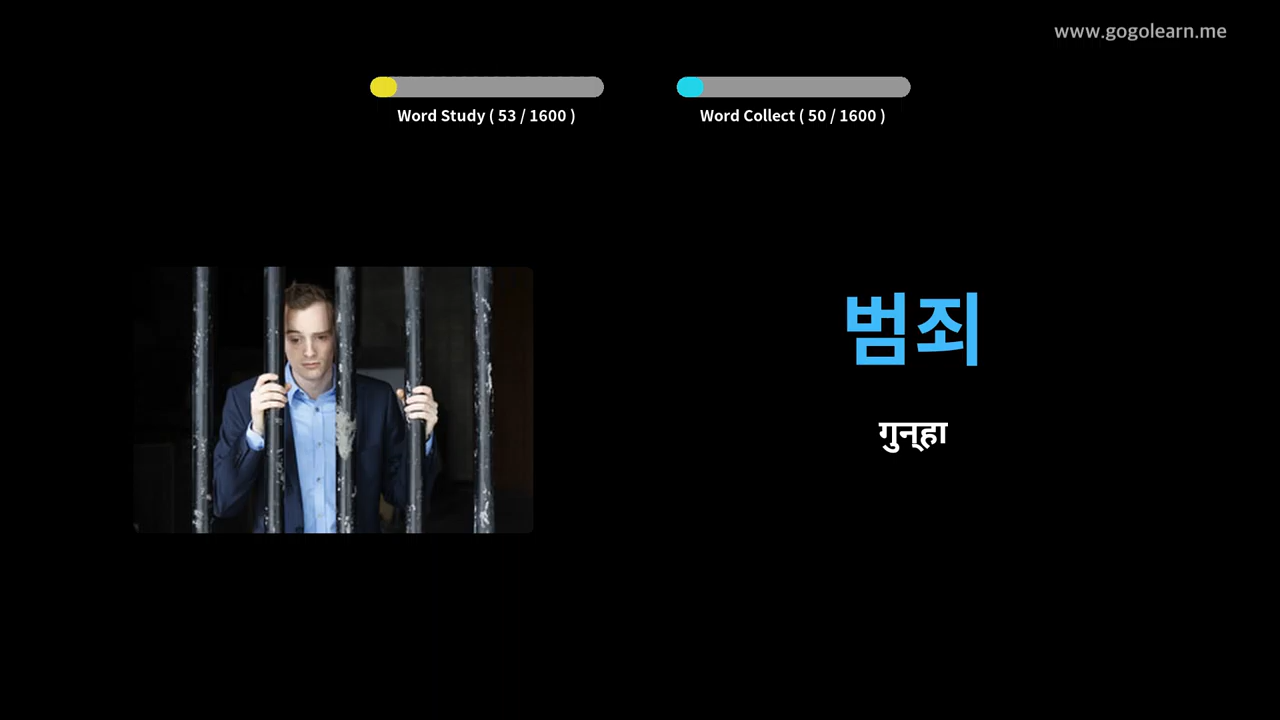 www.gogolearn.me
Word Study ( 53 / 1600 )
Word Collect ( 50 / 1600 )
범죄
गुन्हा